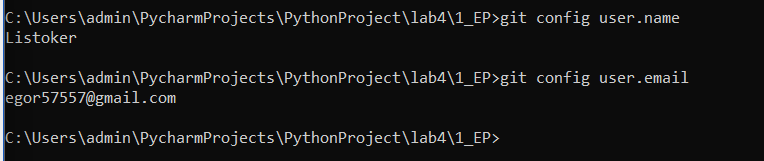 C:\Users\admin\PycharmProjects\PythonProject\lab4\1_EP>git config user.name
Listoker
C:\Users\admin\PycharmProjects\PythonProject\lab4\1_EP>git config user.email
egor57557@gmail.com
C:\Users\admin\PycharmProjects\PythonProject\lab4\1_EP>